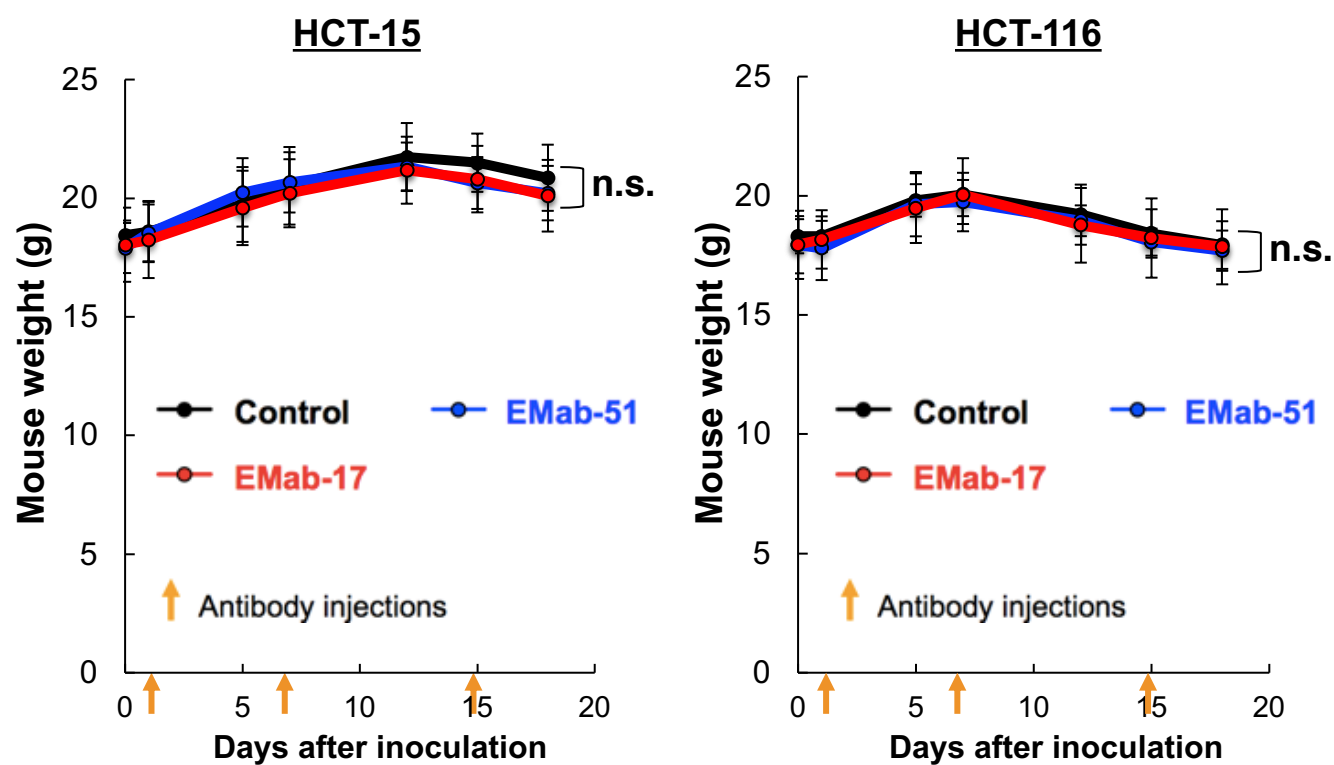 HCT-15
25
20
15
10
5
0
Mouse weight (g)
n.s.
Control
EMab-51
EMab-17
Antibody injections
0 5 10 15 20
Days after inoculation
HCT-116
25
20
15
10
5
0
Mouse weight (g)
n.s.
Control
EMab-51
EMab-17
Antibody injections
0 5 10 15 20
Days after inoculation